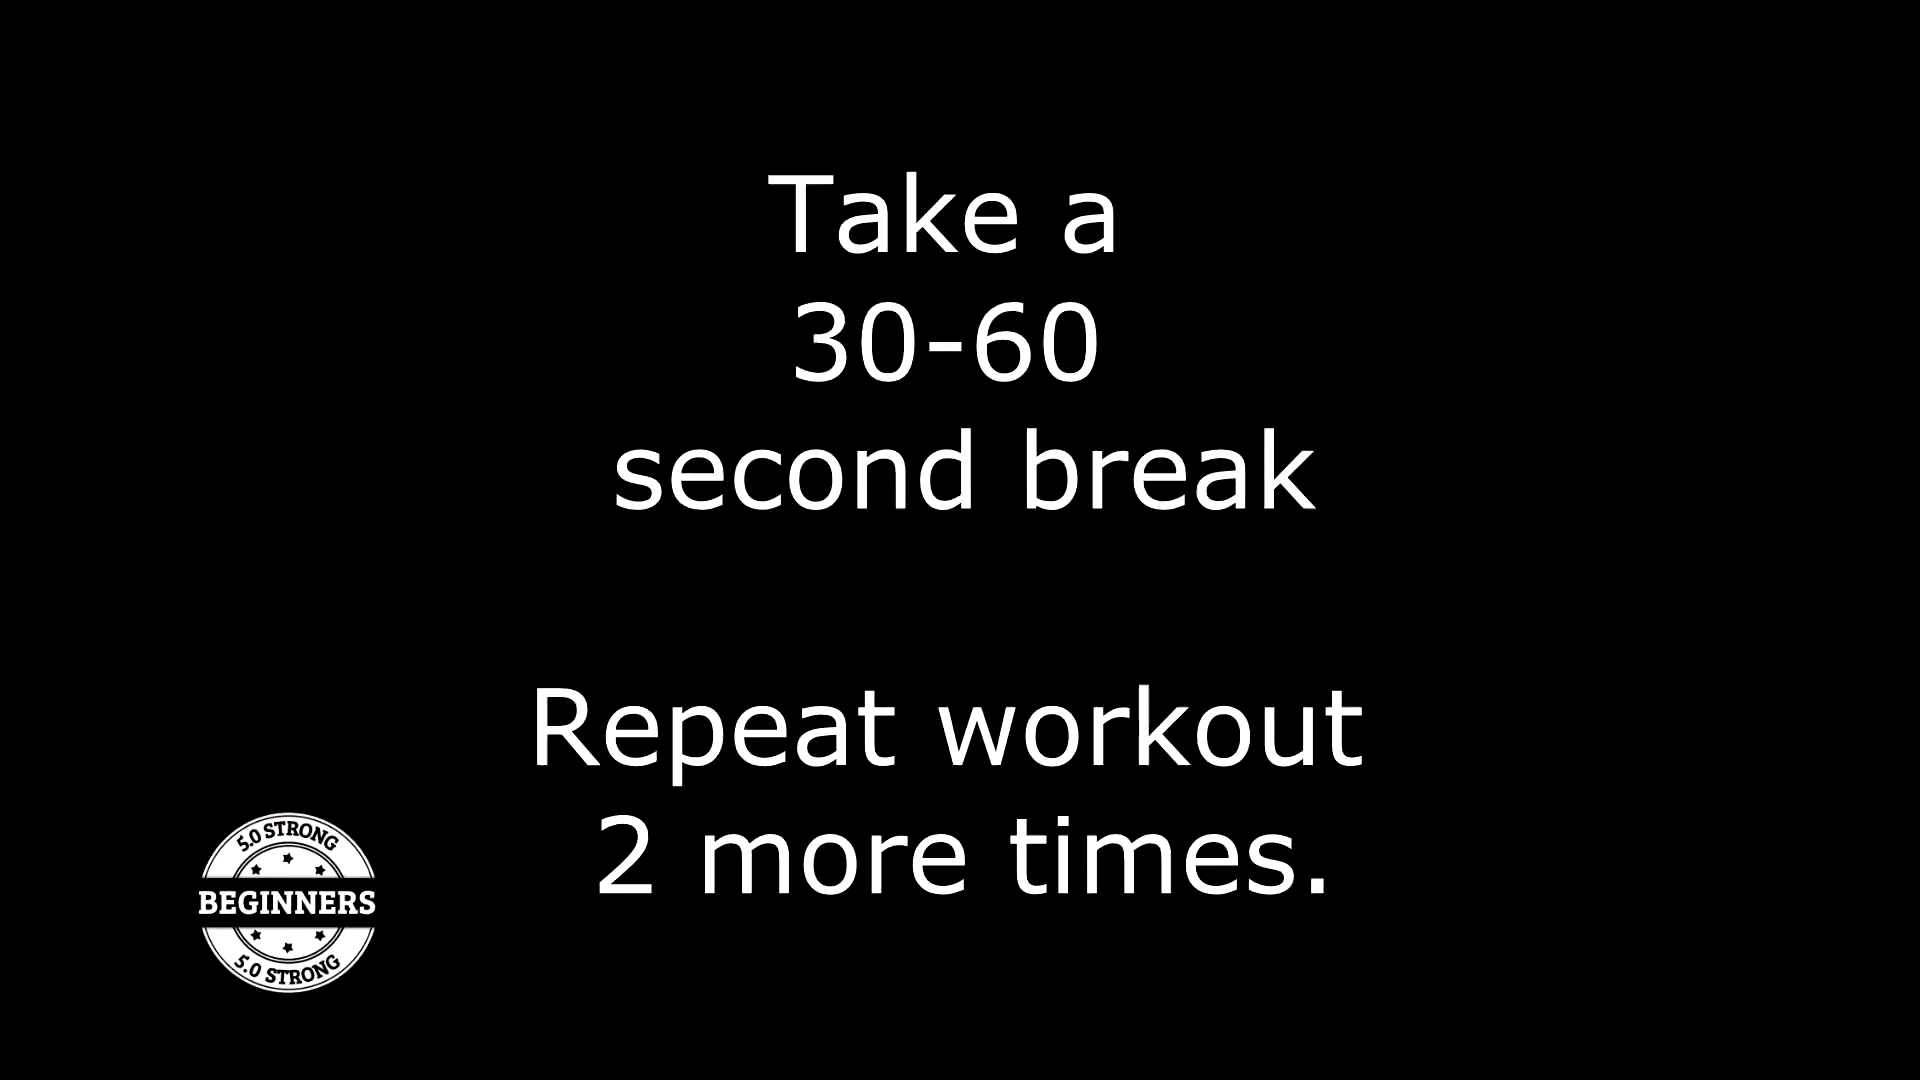 Take a
30-60
second break
Repeat workout
2 more times.
5.0 STRONG
BEGINNERS
5.0 STRONG